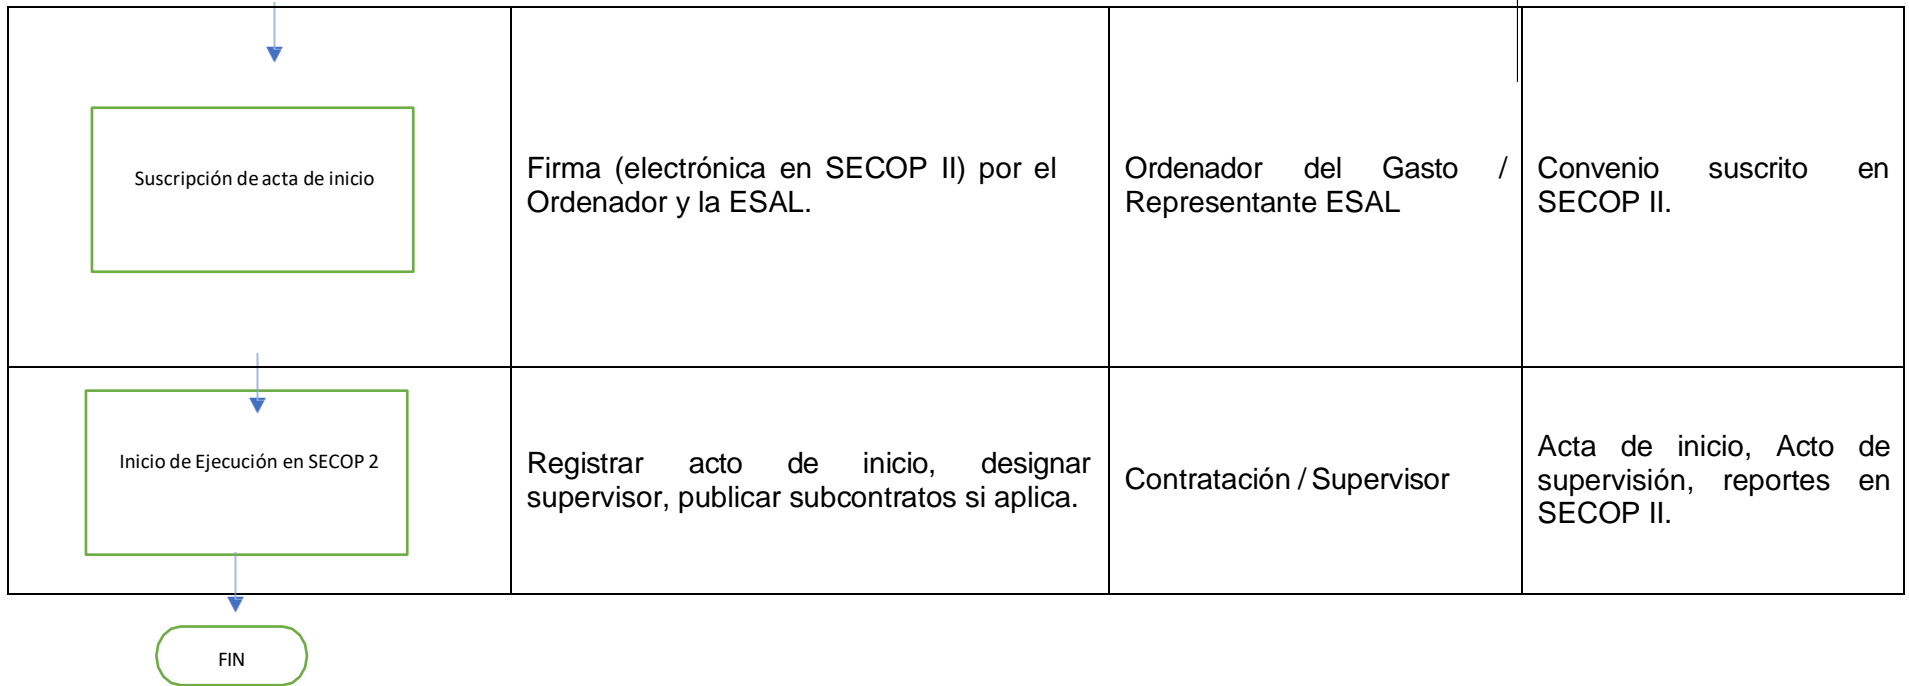 Suscripción de acta de inicio
Firma (electrónica en SECOP II) por el
Ordenador y la ESAL.
Ordenador del Gasto /
Representante ESAL
Convenio suscrito en
SECOP II.
Inicio de Ejecución en SECOP 2
Registrar acto de inicio, designar
supervisor, publicar subcontratos si aplica.
Contratación / Supervisor
Acta de inicio, Acto de
supervisión, reportes en
SECOP II.
FIN